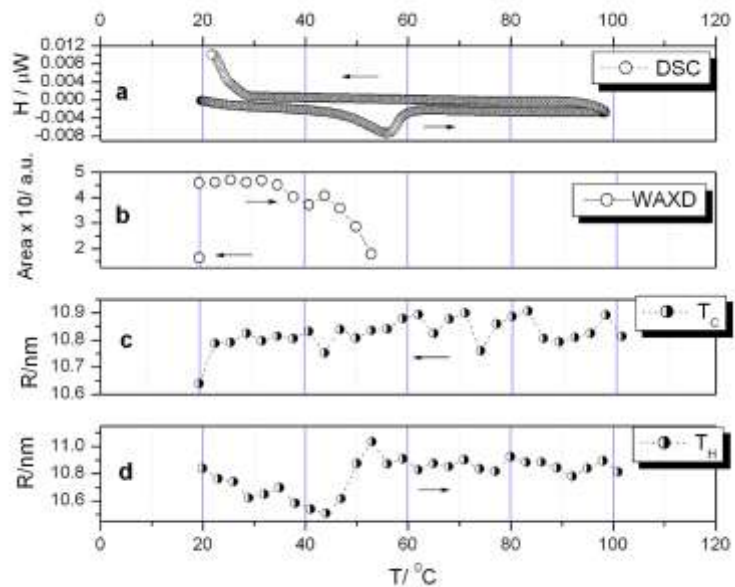 0 20 40 60 80 100 120
0.012
0.008
0.004
0.000
-0.004
-0.008
H / μW
a
DSC
5
4
3
2
Area x 10/ a.u.
b
WAXD
10.9
10.8
10.7
10.6
R/nm
c
T_C
11.0
10.8
10.6
R/nm
d
T_H
0 20 40 60 80 100 120
T/ °C